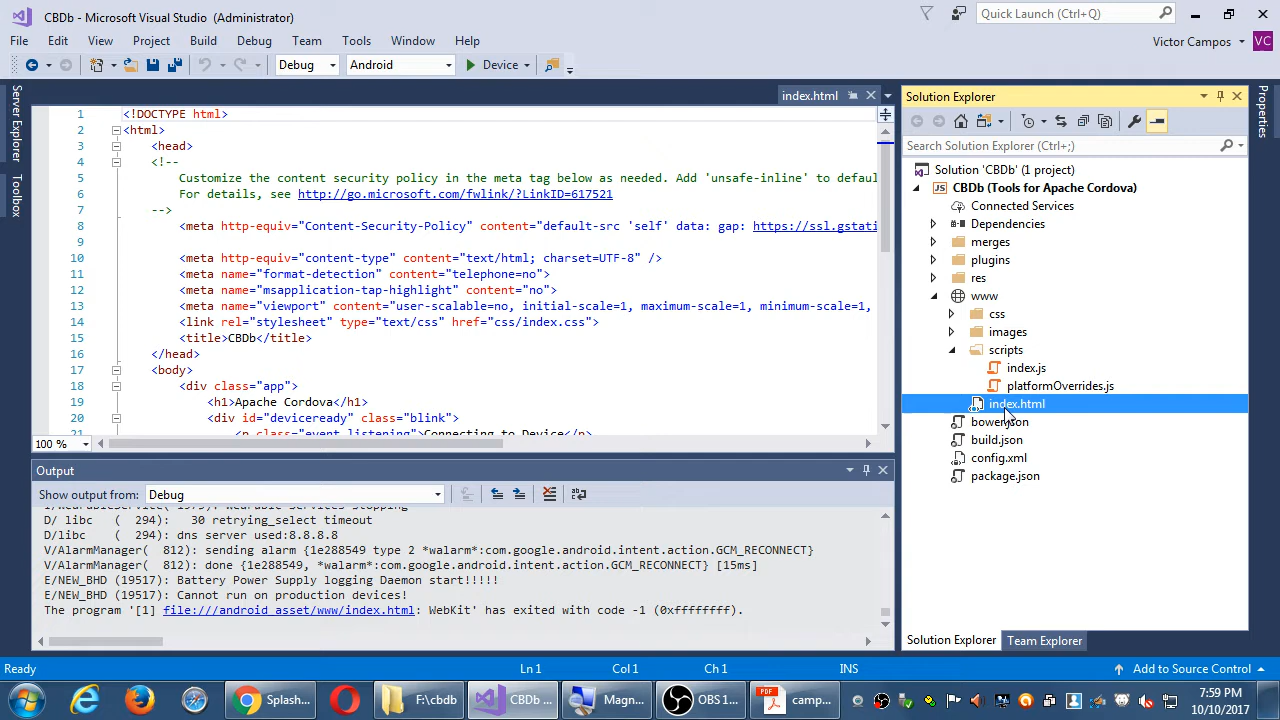 CBDb - Microsoft Visual Studio (Administrator)
Quick Launch (Ctrl+Q)
File Edit View Project Build Debug Team Tools Window Help
Victor Campos VC
Debug Android Device
Server Explorer
Toolbox
index.html
1 <!DOCTYPE html>
2 <html>
3 <head>
4 <!--
5 Customize the content security policy in the meta tag below as needed. Add 'unsafe-inline' to defaul
6 For details, see http://go.microsoft.com/fwlink/?LinkID=617521
7 -->
8 <meta http-equiv="Content-Security-Policy" content="default-src 'self' data: gap: https://ssl.gstati
9
10 <meta http-equiv="content-type" content="text/html; charset=UTF-8" />
11 <meta name="format-detection" content="telephone=no">
12 <meta name="msapplication-tap-highlight" content="no">
13 <meta name="viewport" content="user-scalable=no, initial-scale=1, maximum-scale=1, minimum-scale=1,
14 <link rel="stylesheet" type="text/css" href="css/index.css">
15 <title>CBDb</title>
16 </head>
17 <body>
18 <div class="app">
19 <h1>Apache Cordova</h1>
20 <div id="deviceready" class="blink">
21 <p class="event listening">Connecting to Device</p>
100 %
Output
Show output from: Debug
D/ libc ( 294): 30 retrying_select timeout
D/libc ( 294): dns server used:8.8.8.8
V/AlarmManager( 812): sending alarm {1e288549 type 2 *walarm*:com.google.android.intent.action.GCM_RECONNECT}
V/AlarmManager( 812): done {1e288549, *walarm*:com.google.android.intent.action.GCM_RECONNECT} [15ms]
E/NEW_BHD (19517): Battery Power Supply logging Daemon start!!!!!
E/NEW_BHD (19517): Cannot run on production devices!
The program '[1] file:///android_asset/www/index.html: WebKit' has exited with code -1 (0xffffffff).
Solution Explorer
Search Solution Explorer (Ctrl+;)
Solution 'CBDb' (1 project)
CBDb (Tools for Apache Cordova)
Connected Services
Dependencies
merges
plugins
res
www
css
images
scripts
index.js
platformOverrides.js
index.html
build.json
config.xml
package.json
Solution Explorer Team Explorer
Properties
Ready Ln 1 Col 1 Ch 1 INS Add to Source Control
Splash... F:\cbdb CBDb ... Magn... OBS 1... camp...
7:59 PM
10/10/2017